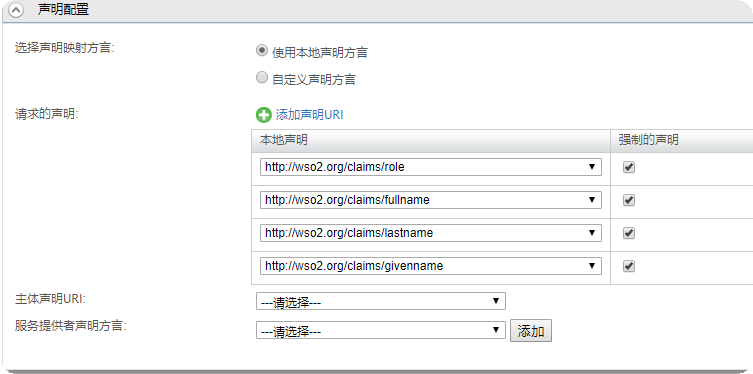 声明配置
选择声明映射方言:
使用本地声明方言
自定义声明方言
请求的声明:
添加声明URI
本地声明 强制的声明
http://wso2.org/claims/role
http://wso2.org/claims/fullname
http://wso2.org/claims/lastname
http://wso2.org/claims/givenname
主体声明URI:
---请选择---
服务提供者声明方言:
---请选择--- 添加